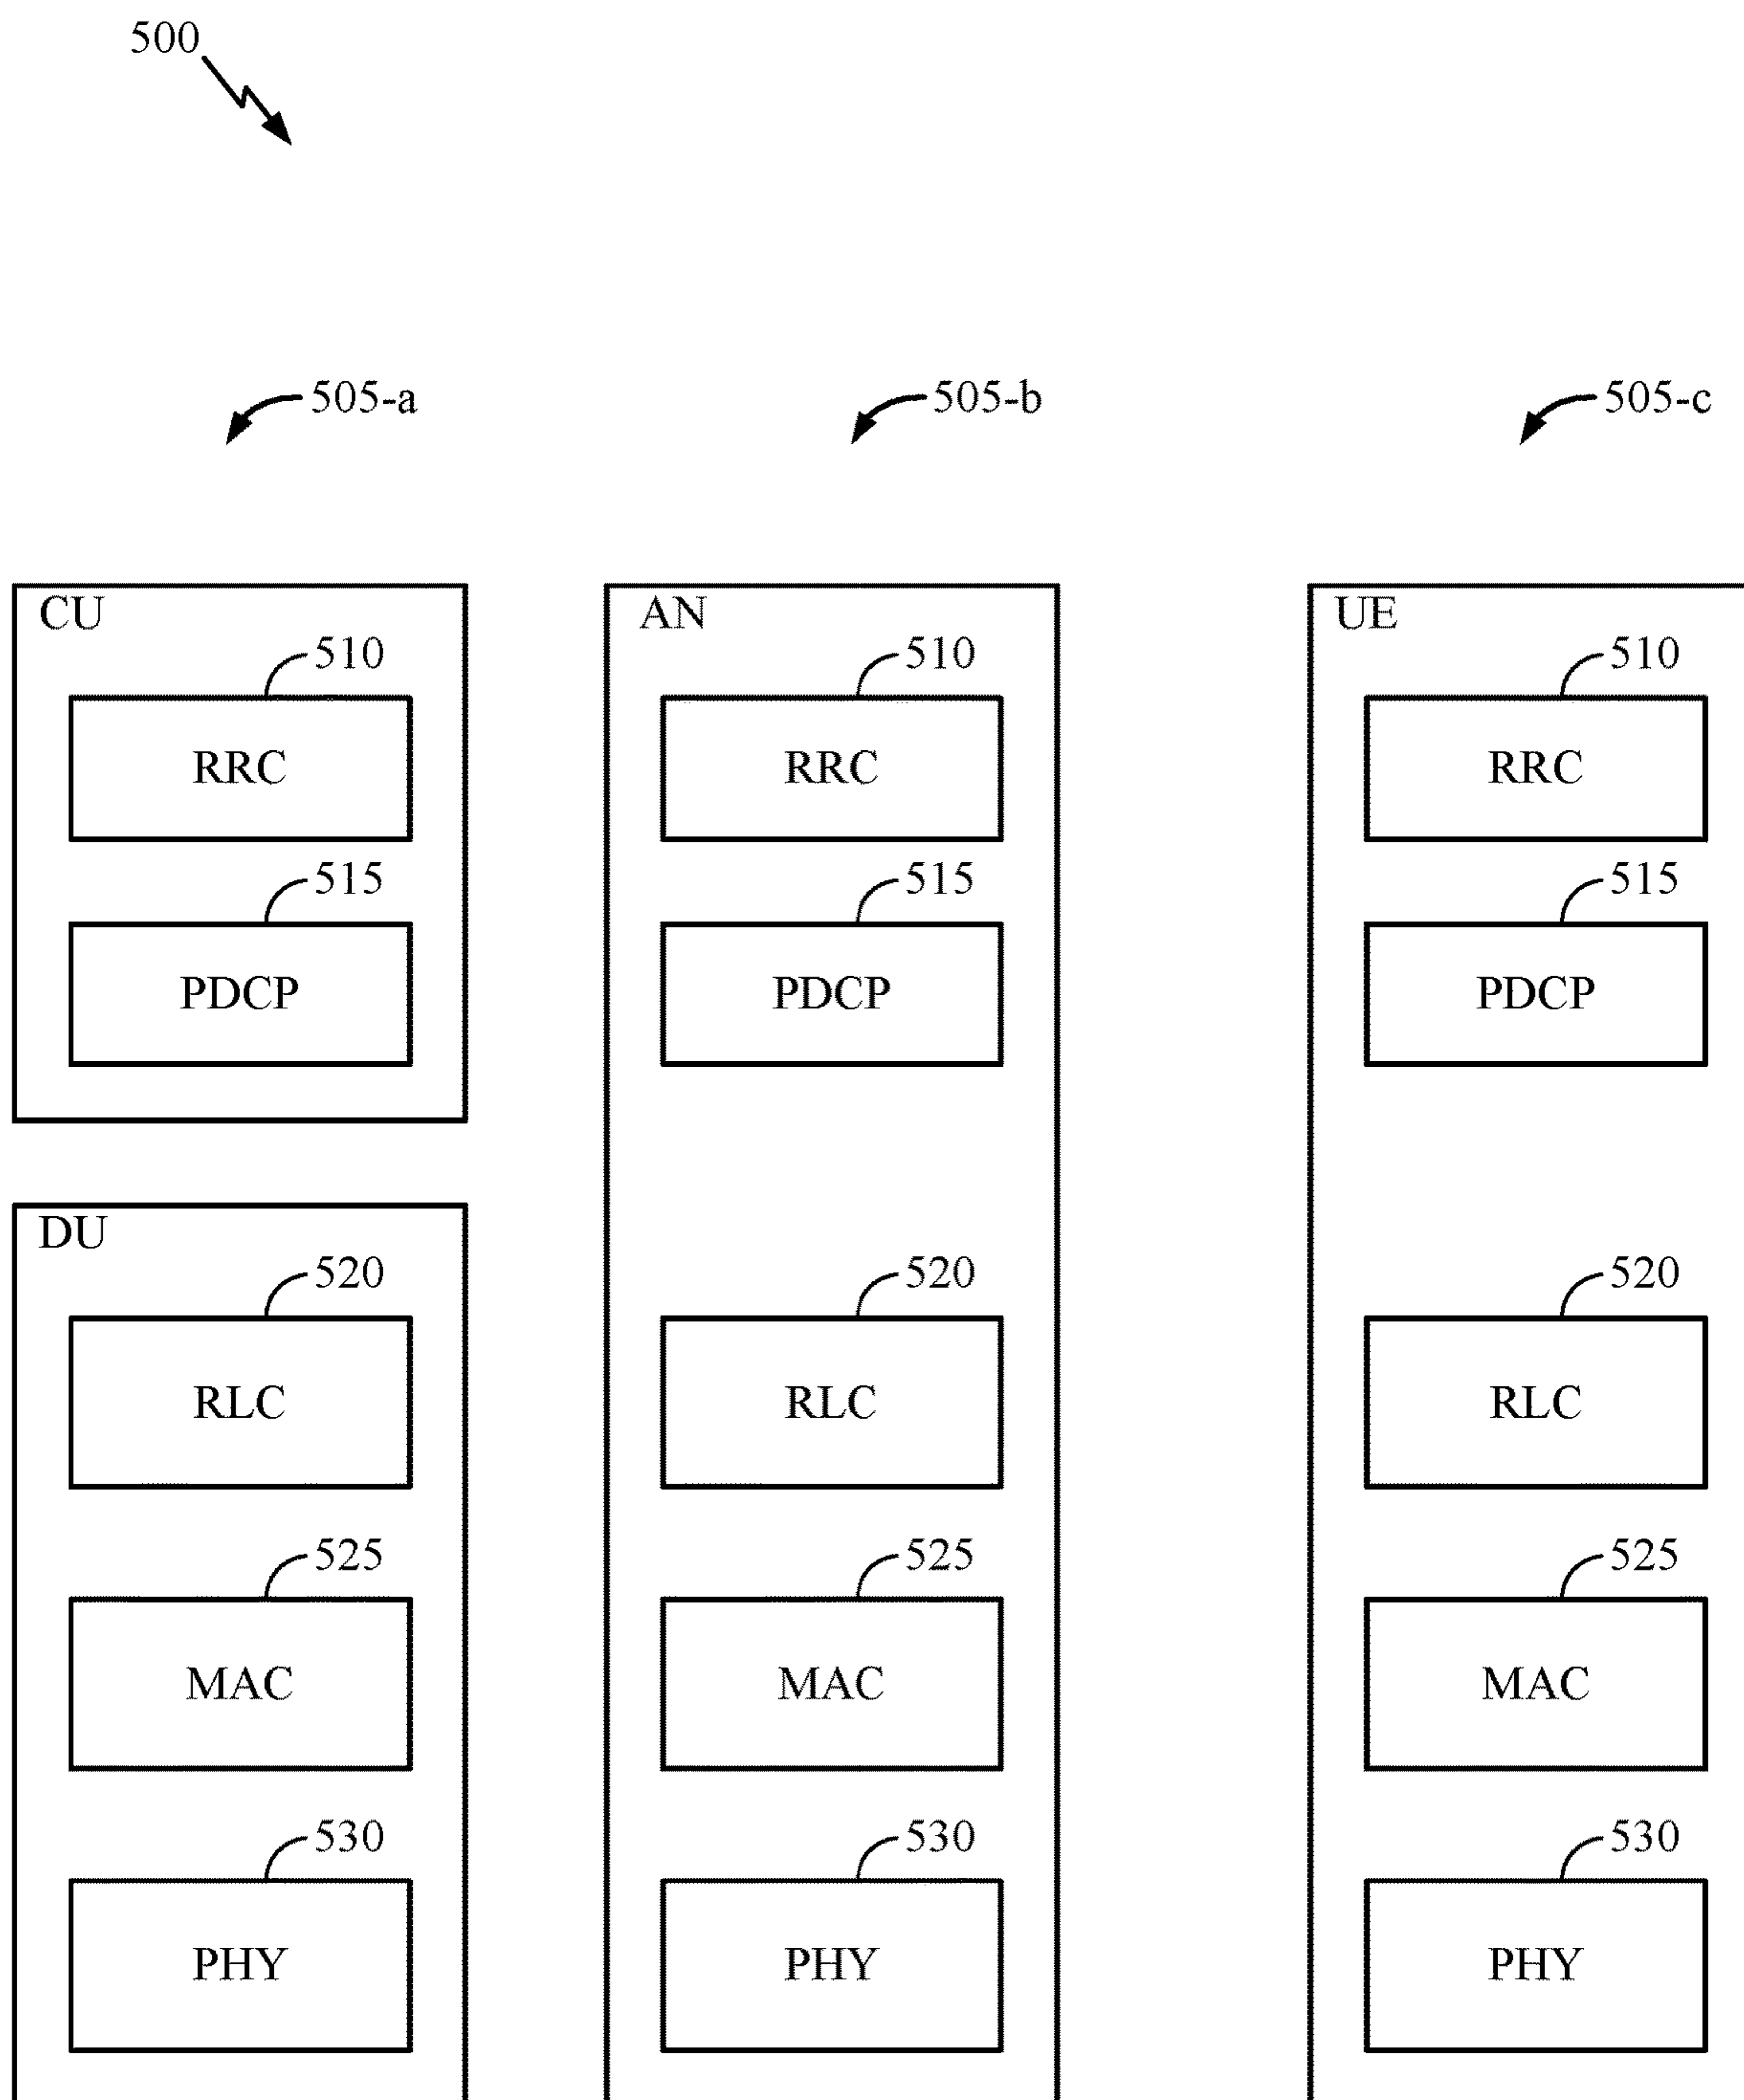 500
505-a 505-b 505-c
CU AN UE
510 510 510
RRC RRC RRC
515 515 515
PDCP PDCP PDCP
DU
520 520 520
RLC RLC RLC
525 525 525
MAC MAC MAC
530 530 530
PHY PHY PHY